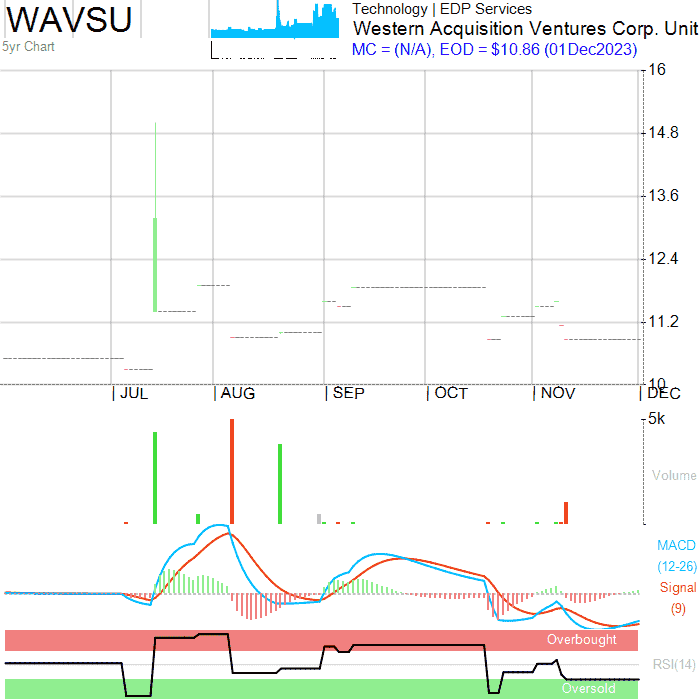 WAVSU
5yr Chart
Technology | EDP Services
Western Acquisition Ventures Corp. Unit
MC = (N/A), EOD = $10.86 (01Dec2023)
16
14.8
13.6
12.4
11.2
10
JUL AUG SEP OCT NOV DEC
5k
Volume
MACD
(12-26)
Signal
(9)
Overbought
RSI(14)
Oversold